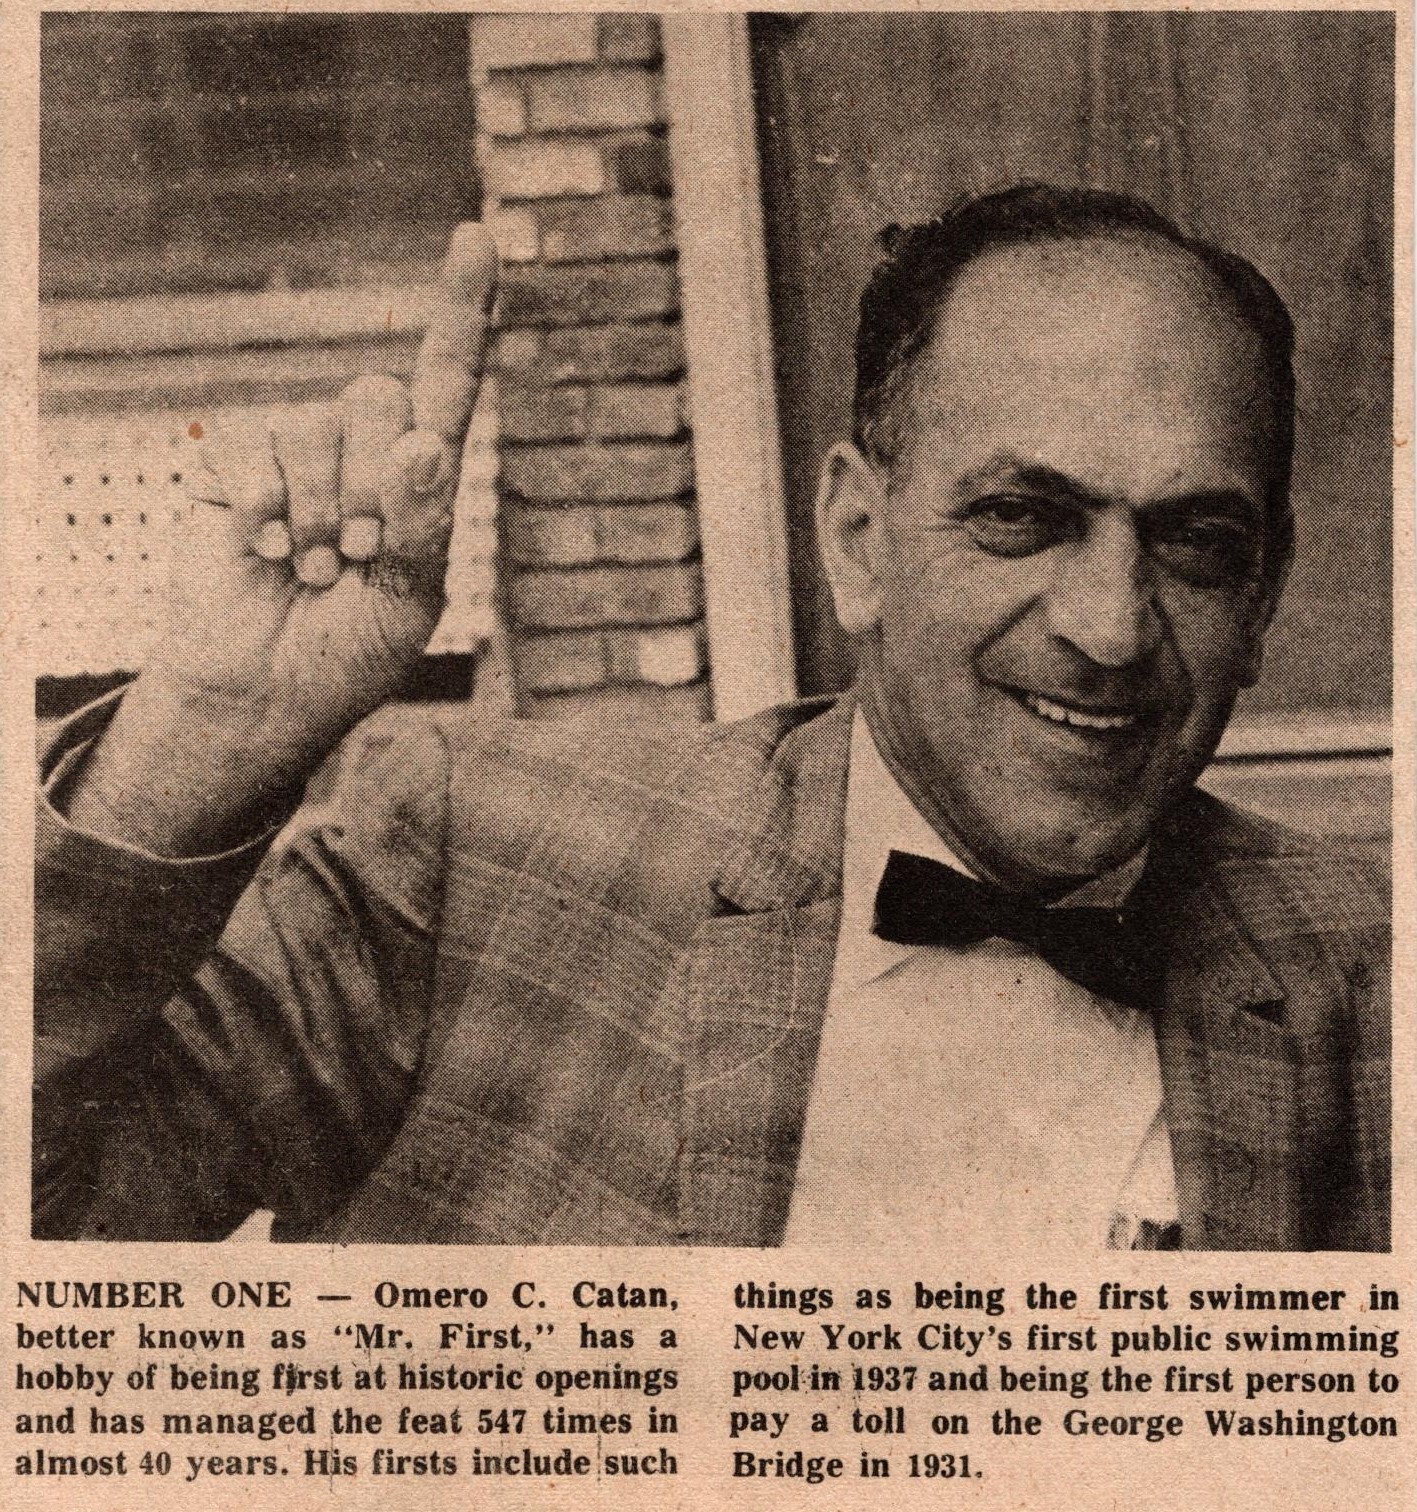 NUMBER ONE — Omero C. Catan,
better known as “Mr. First,” has a
hobby of being first at historic openings
and has managed the feat 547 times in
almost 40 years. His firsts include such
things as being the first swimmer in
New York City’s first public swimming
pool in 1937 and being the first person to
pay a toll on the George Washington
Bridge in 1931.